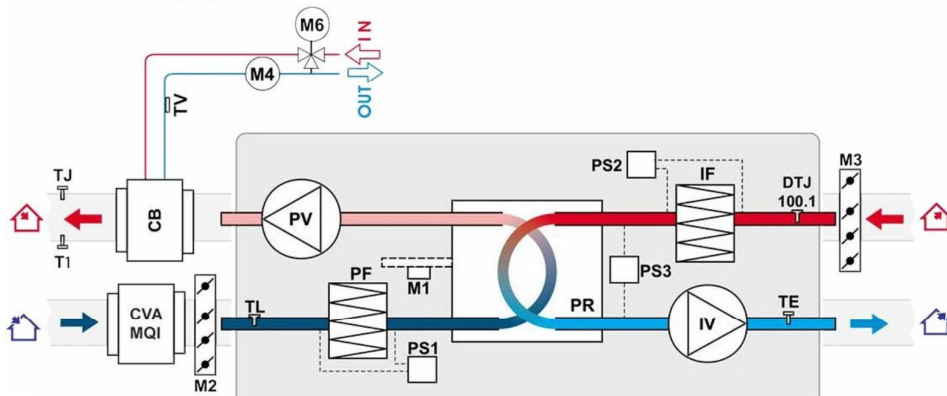 M6
IN
M4
OUT
TV
TJ
PS2
IF
M3
DTJ
100.1
CB
PV
T1
PF
M1
PS3
PR
CVA
MQI
TL
IV
TE
PS1
M2